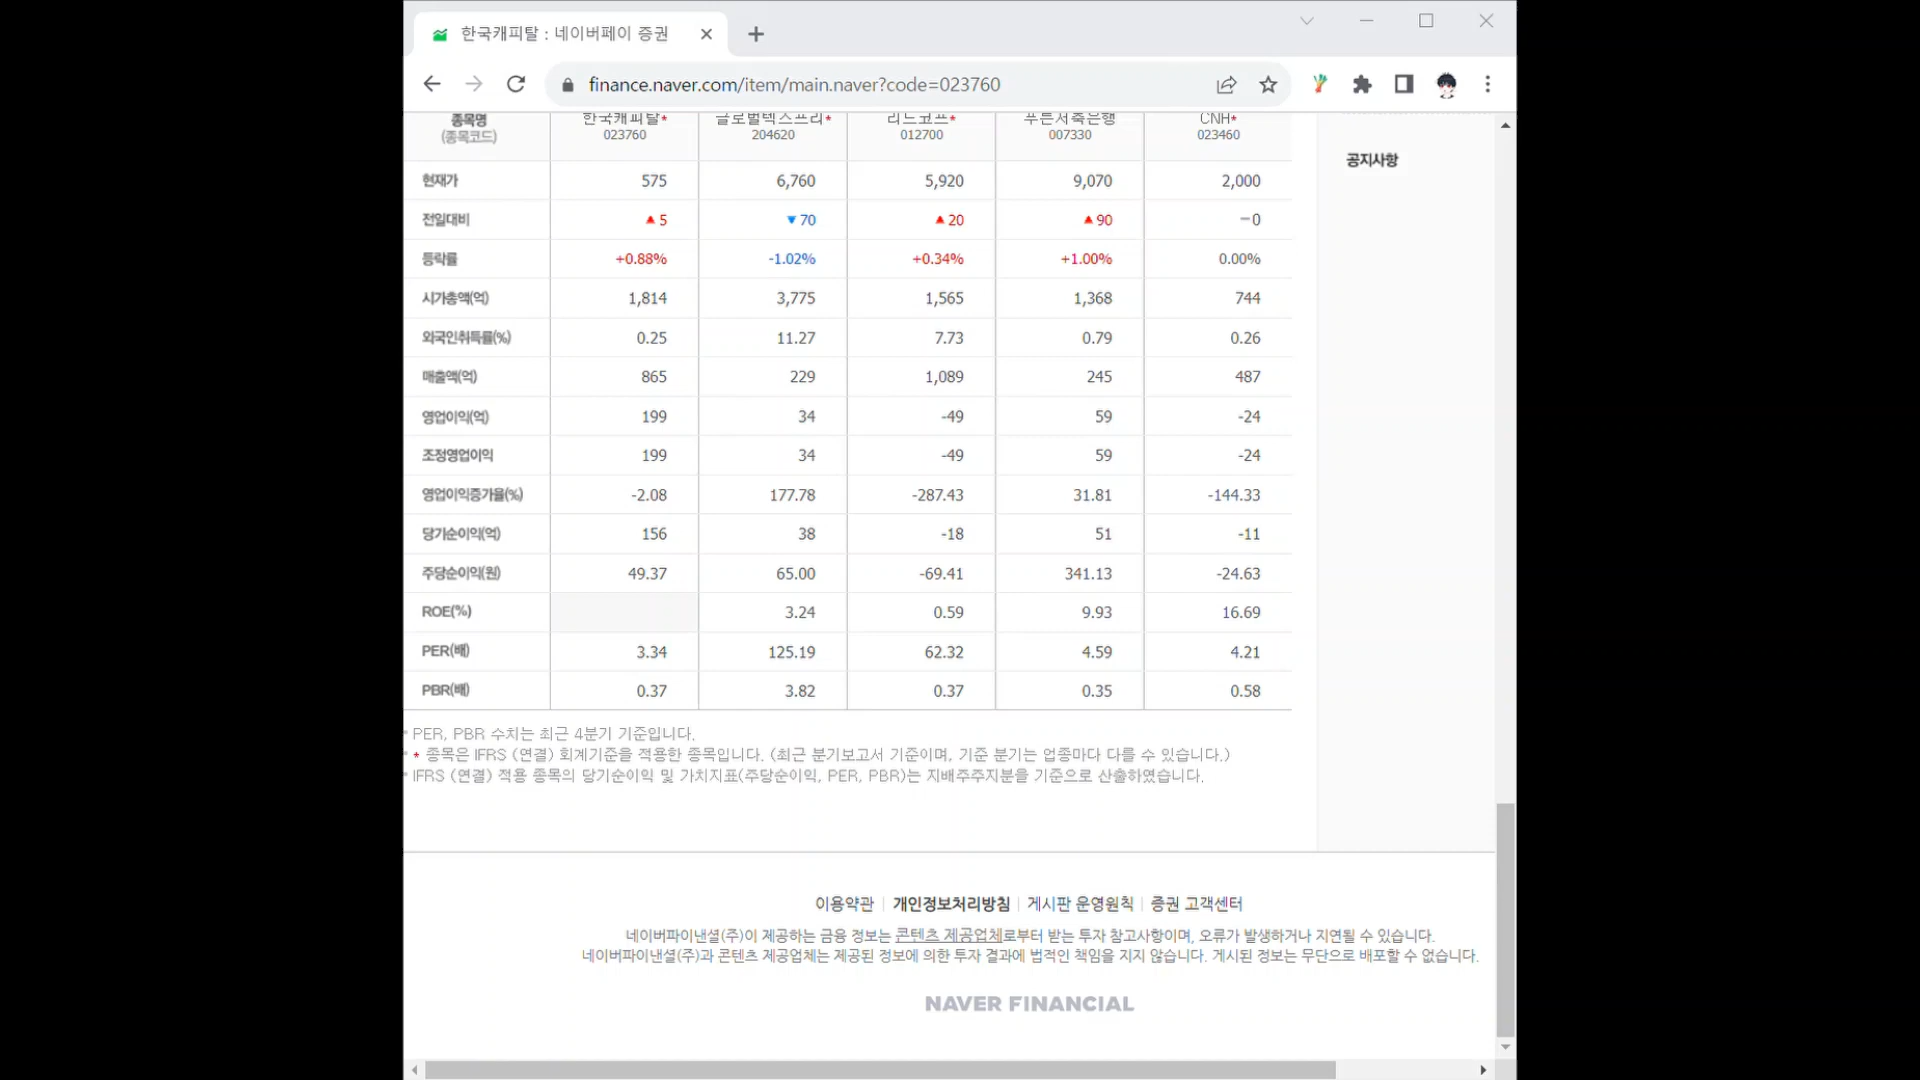 한국캐피탈 : 네이버페이 증권
finance.naver.com/item/main.naver?code=023760
종목명 한국캐피탈* 글로벌텍스프리* 리드코프* 푸른저축은행 CNH*
(종목코드) 023760 204620 012700 007330 023460
공지사항
현재가 575 6,760 5,920 9,070 2,000
전일대비 ▲5 ▼70 ▲20 ▲90 −0
등락률 +0.88% -1.02% +0.34% +1.00% 0.00%
시가총액(억) 1,814 3,775 1,565 1,368 744
외국인취득률(%) 0.25 11.27 7.73 0.79 0.26
매출액(억) 865 229 1,089 245 487
영업이익(억) 199 34 -49 59 -24
조정영업이익 199 34 -49 59 -24
영업이익증가율(%) -2.08 177.78 -287.43 31.81 -144.33
당기순이익(억) 156 38 -18 51 -11
주당순이익(원) 49.37 65.00 -69.41 341.13 -24.63
ROE(%) 3.24 0.59 9.93 16.69
PER(배) 3.34 125.19 62.32 4.59 4.21
PBR(배) 0.37 3.82 0.37 0.35 0.58
* PER, PBR 수치는 최근 4분기 기준입니다.
* * 종목은 IFRS (연결) 회계기준을 적용한 종목입니다. (최근 분기보고서 기준이며, 기준 분기는 업종마다 다를 수 있습니다.)
* IFRS (연결) 적용 종목의 당기순이익 및 가치지표(주당순이익, PER, PBR)는 지배주주지분을 기준으로 산출하였습니다.
이용약관 | 개인정보처리방침 | 게시판 운영원칙 | 증권 고객센터
네이버파이낸셜(주)이 제공하는 금융 정보는 콘텐츠 제공업체로부터 받는 투자 참고사항이며, 오류가 발생하거나 지연될 수 있습니다.
네이버파이낸셜(주)과 콘텐츠 제공업체는 제공된 정보에 의한 투자 결과에 법적인 책임을 지지 않습니다. 게시된 정보는 무단으로 배포할 수 없습니다.
NAVER FINANCIAL